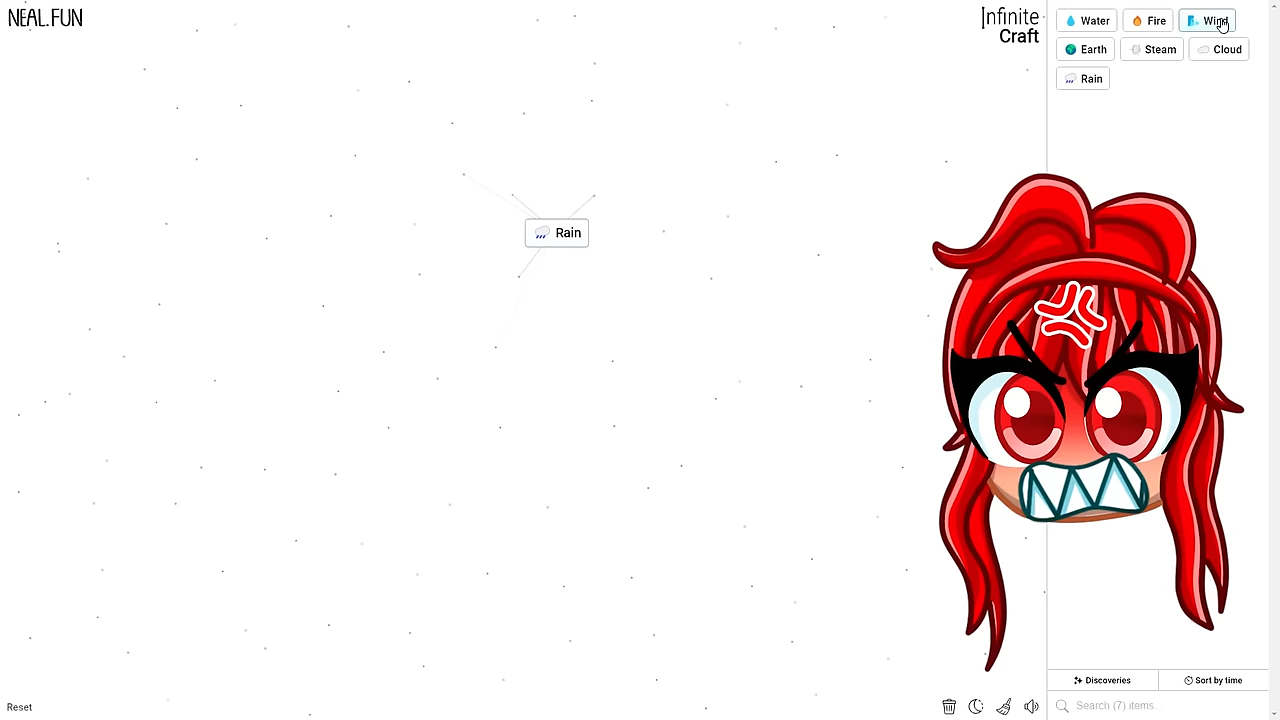 NEAL.FUN
Infinite
Craft
Water
Fire
Wind
Earth
Steam
Cloud
Rain
Rain
Discoveries
Sort by time
Search (7) items...
Reset